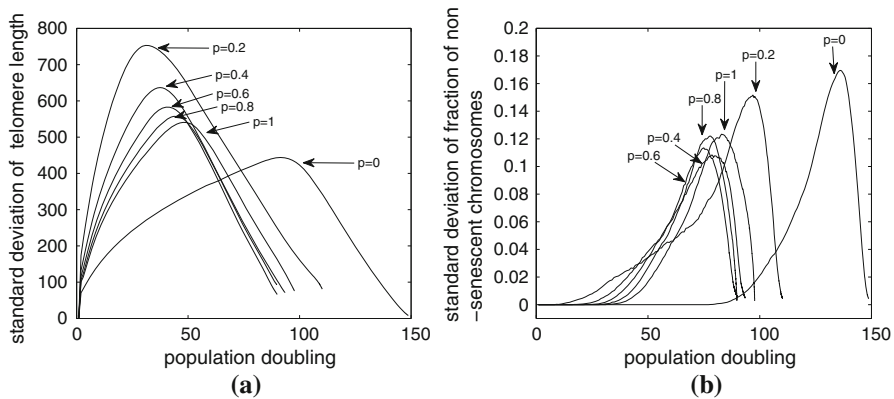 800
700
600
500
400
300
200
100
0
standard deviation of telomere length
p=0.2
p=0.4
p=0.6
p=0.8
p=1
p=0
0
50
100
150
population doubling
(a)
0.2
0.18
0.16
0.14
0.12
0.1
0.08
0.06
0.04
0.02
0
standard deviation of fraction of non
-senescent chromosomes
p=0
p=0.2
p=1
p=0.8
p=0.4
p=0.6
0
50
100
150
population doubling
(b)